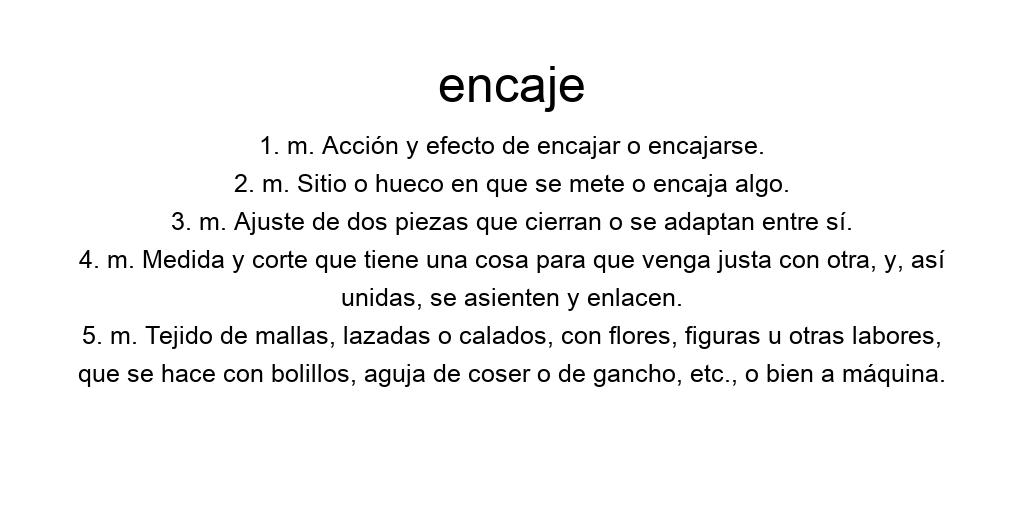 encaje
1. m. Acción y efecto de encajar o encajarse.
2. m. Sitio o hueco en que se mete o encaja algo.
3. m. Ajuste de dos piezas que cierran o se adaptan entre sí.
4. m. Medida y corte que tiene una cosa para que venga justa con otra, y, así
unidas, se asienten y enlacen.
5. m. Tejido de mallas, lazadas o calados, con flores, figuras u otras labores,
que se hace con bolillos, aguja de coser o de gancho, etc., o bien a máquina.